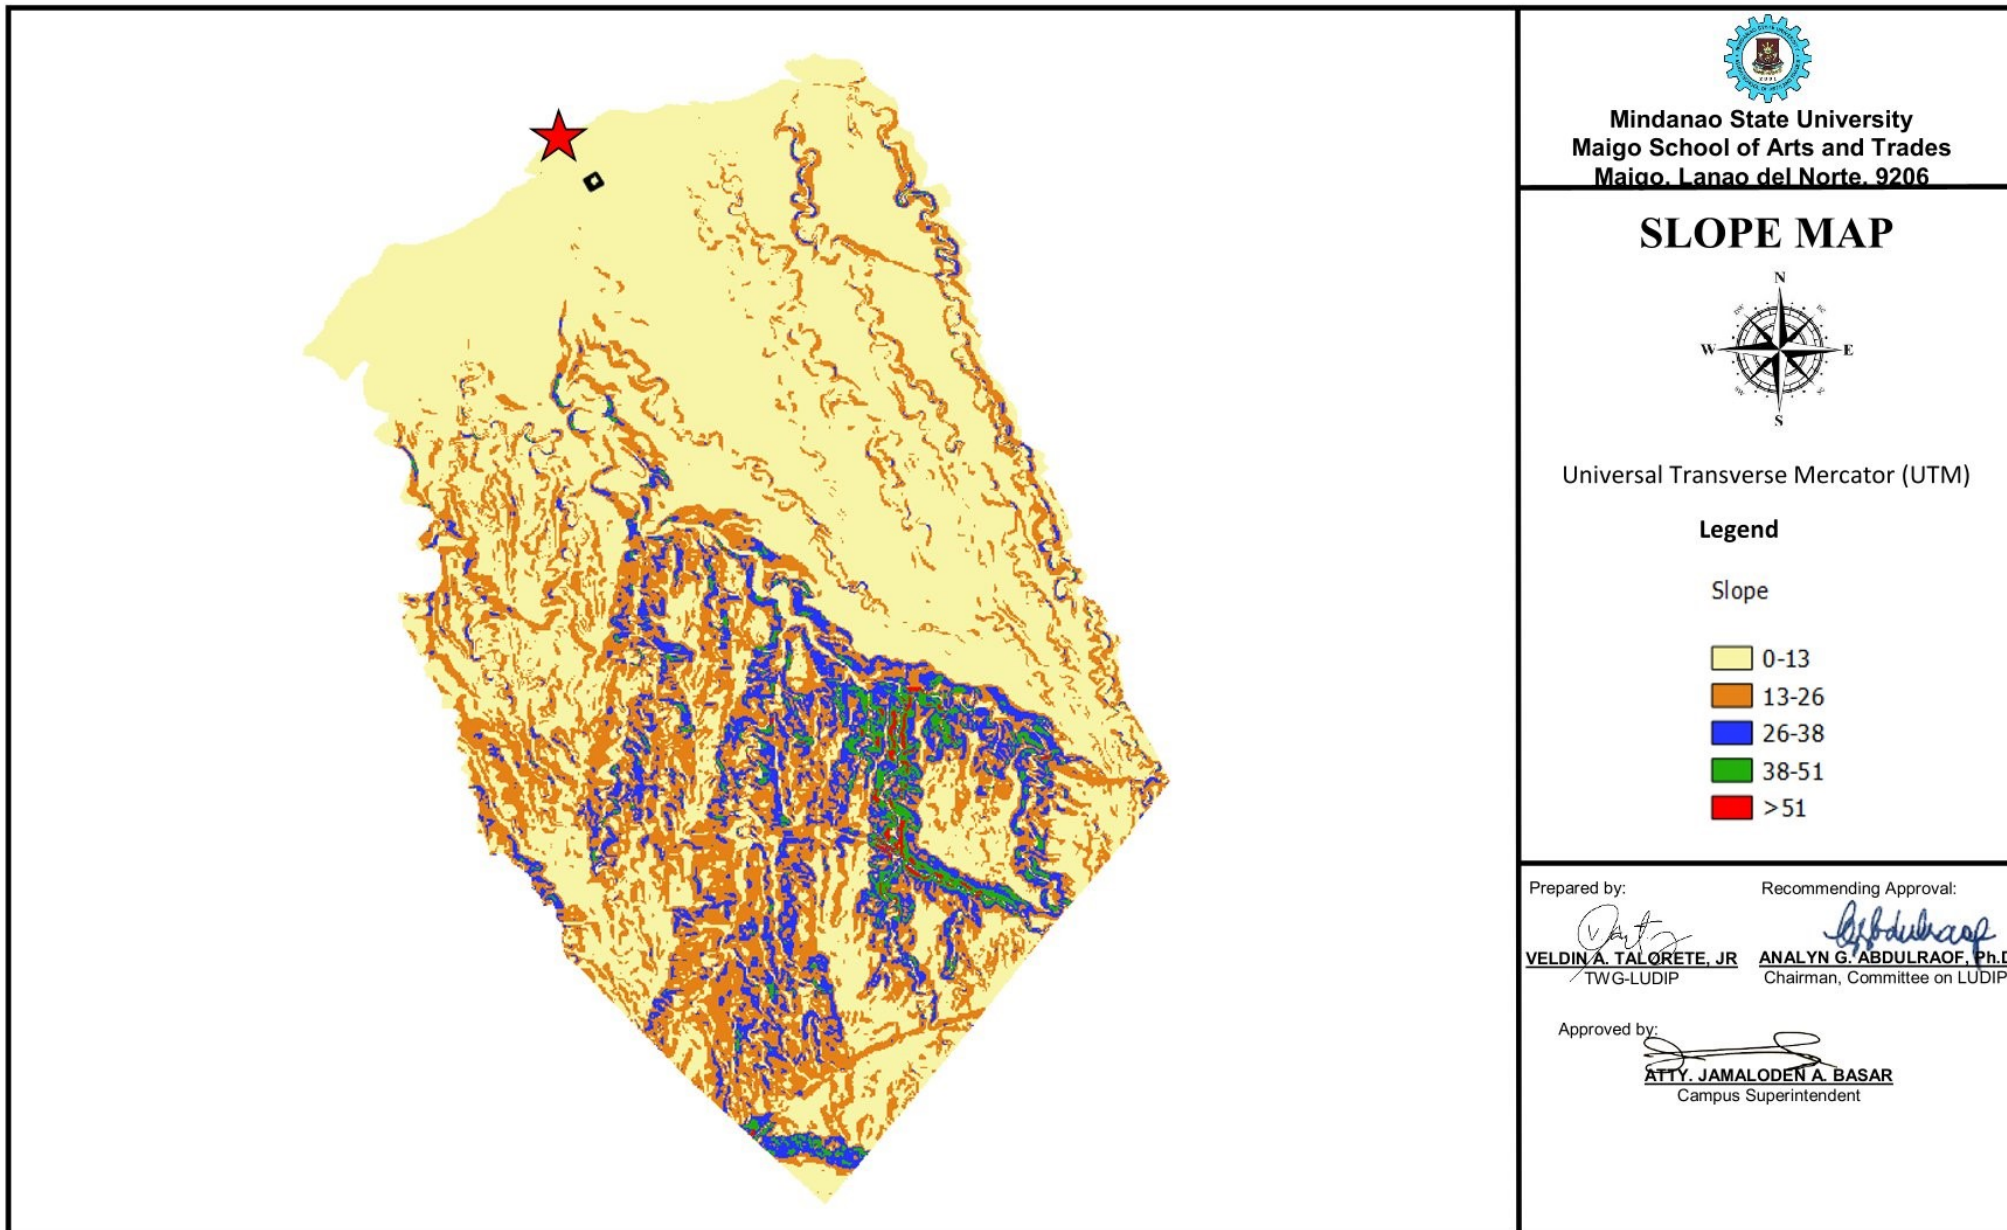 Mindanao State University
Maigo School of Arts and Trades
Maigo, Lanao del Norte, 9206
SLOPE MAP
N
W
E
S
Universal Transverse Mercator (UTM)
Legend
Slope
0-13
13-26
26-38
38-51
>51
Prepared by:
VELDIN A. TALORETE, JR
TWG-LUDIP
Recommending Approval:
ANALYN G. ABDULRAOF, Ph.D
Chairman, Committee on LUDIP
Approved by:
ATTY. JAMALODEN A. BASAR
Campus Superintendent